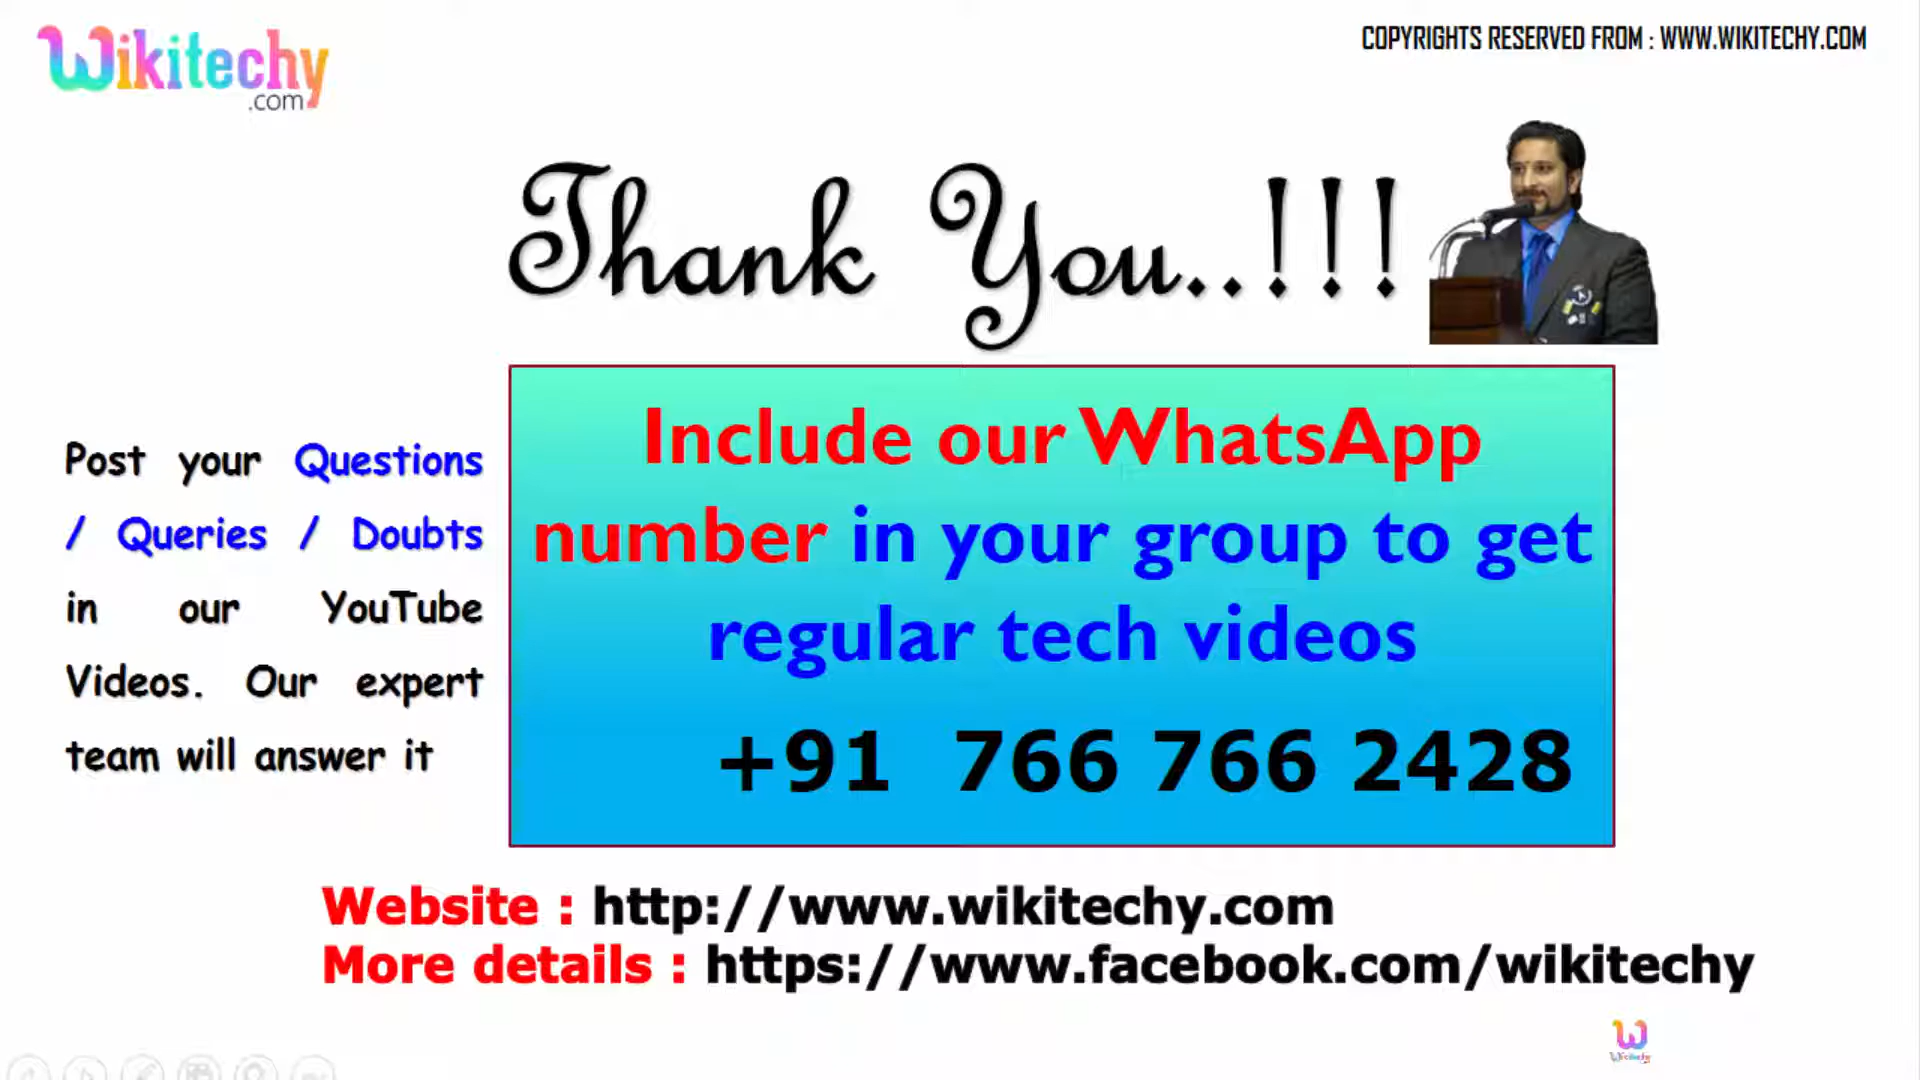 Wikitechy
.com
COPYRIGHTS RESERVED FROM : WWW.WIKITECHY.COM
Thank You..!!!
Post your Questions
/ Queries / Doubts
in our YouTube
Videos. Our expert
team will answer it
Include our WhatsApp
number in your group to get
regular tech videos
+91 766 766 2428
Website : http://www.wikitechy.com
More details : https://www.facebook.com/wikitechy
W
Wikitechy